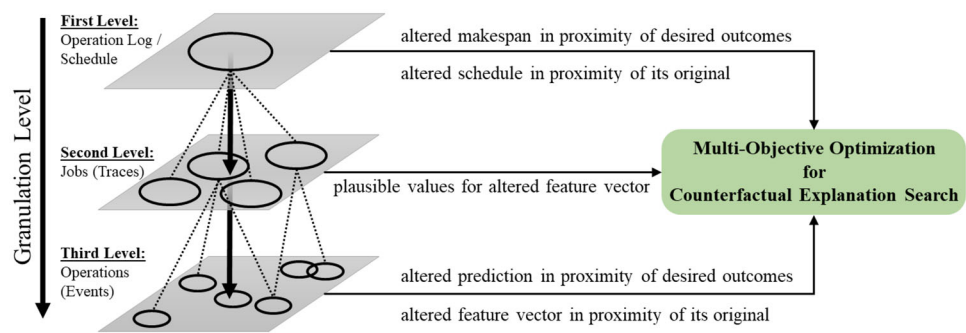 Granulation Level
First Level:
Operation Log /
Schedule
altered makespan in proximity of desired outcomes
altered schedule in proximity of its original
Second Level:
Jobs (Traces)
plausible values for altered feature vector
Multi-Objective Optimization
for
Counterfactual Explanation Search
Third Level:
Operations
(Events)
altered prediction in proximity of desired outcomes
altered feature vector in proximity of its original